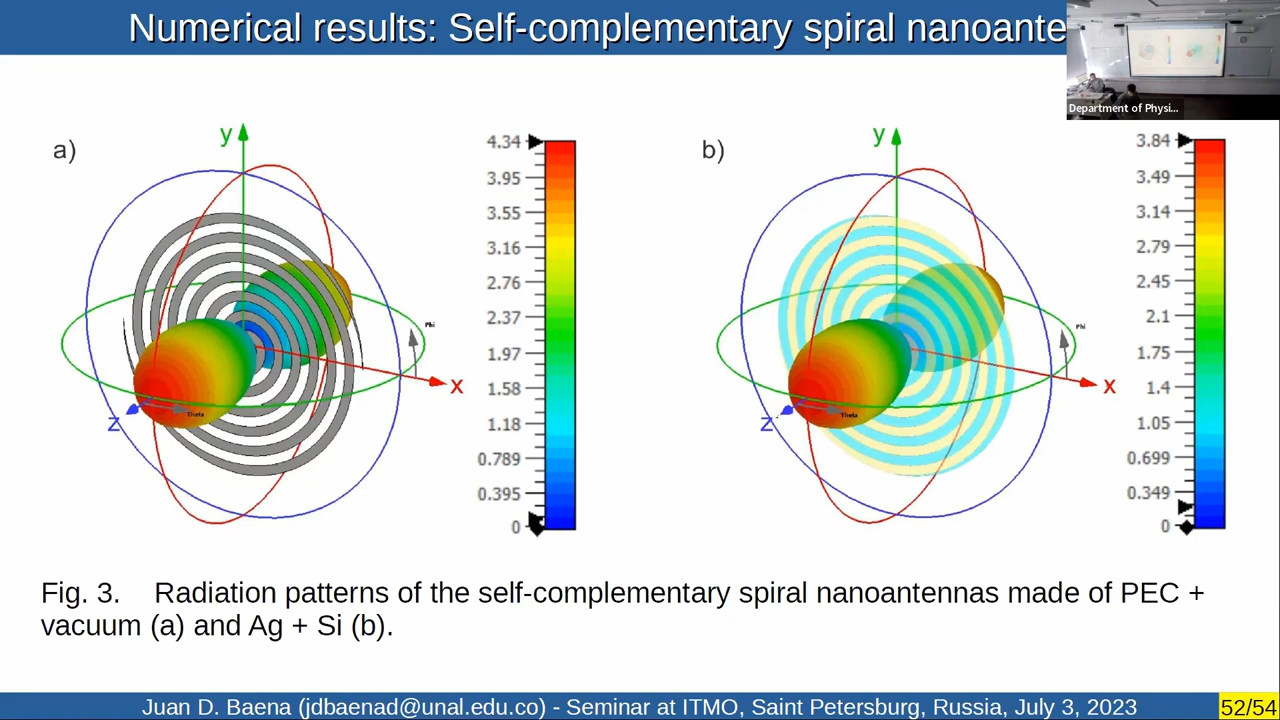 Numerical results: Self-complementary spiral nanoante
Department of Physi...
a)
y
x
z
Phi
Theta
4.34
3.95
3.55
3.16
2.76
2.37
1.97
1.58
1.18
0.789
0.395
0
b)
y
x
z
Phi
Theta
3.84
3.49
3.14
2.79
2.45
2.1
1.75
1.4
1.05
0.699
0.349
0
Fig. 3. Radiation patterns of the self-complementary spiral nanoantennas made of PEC +
vacuum (a) and Ag + Si (b).
Juan D. Baena (jdbaenad@unal.edu.co) - Seminar at ITMO, Saint Petersburg, Russia, July 3, 2023
52/54